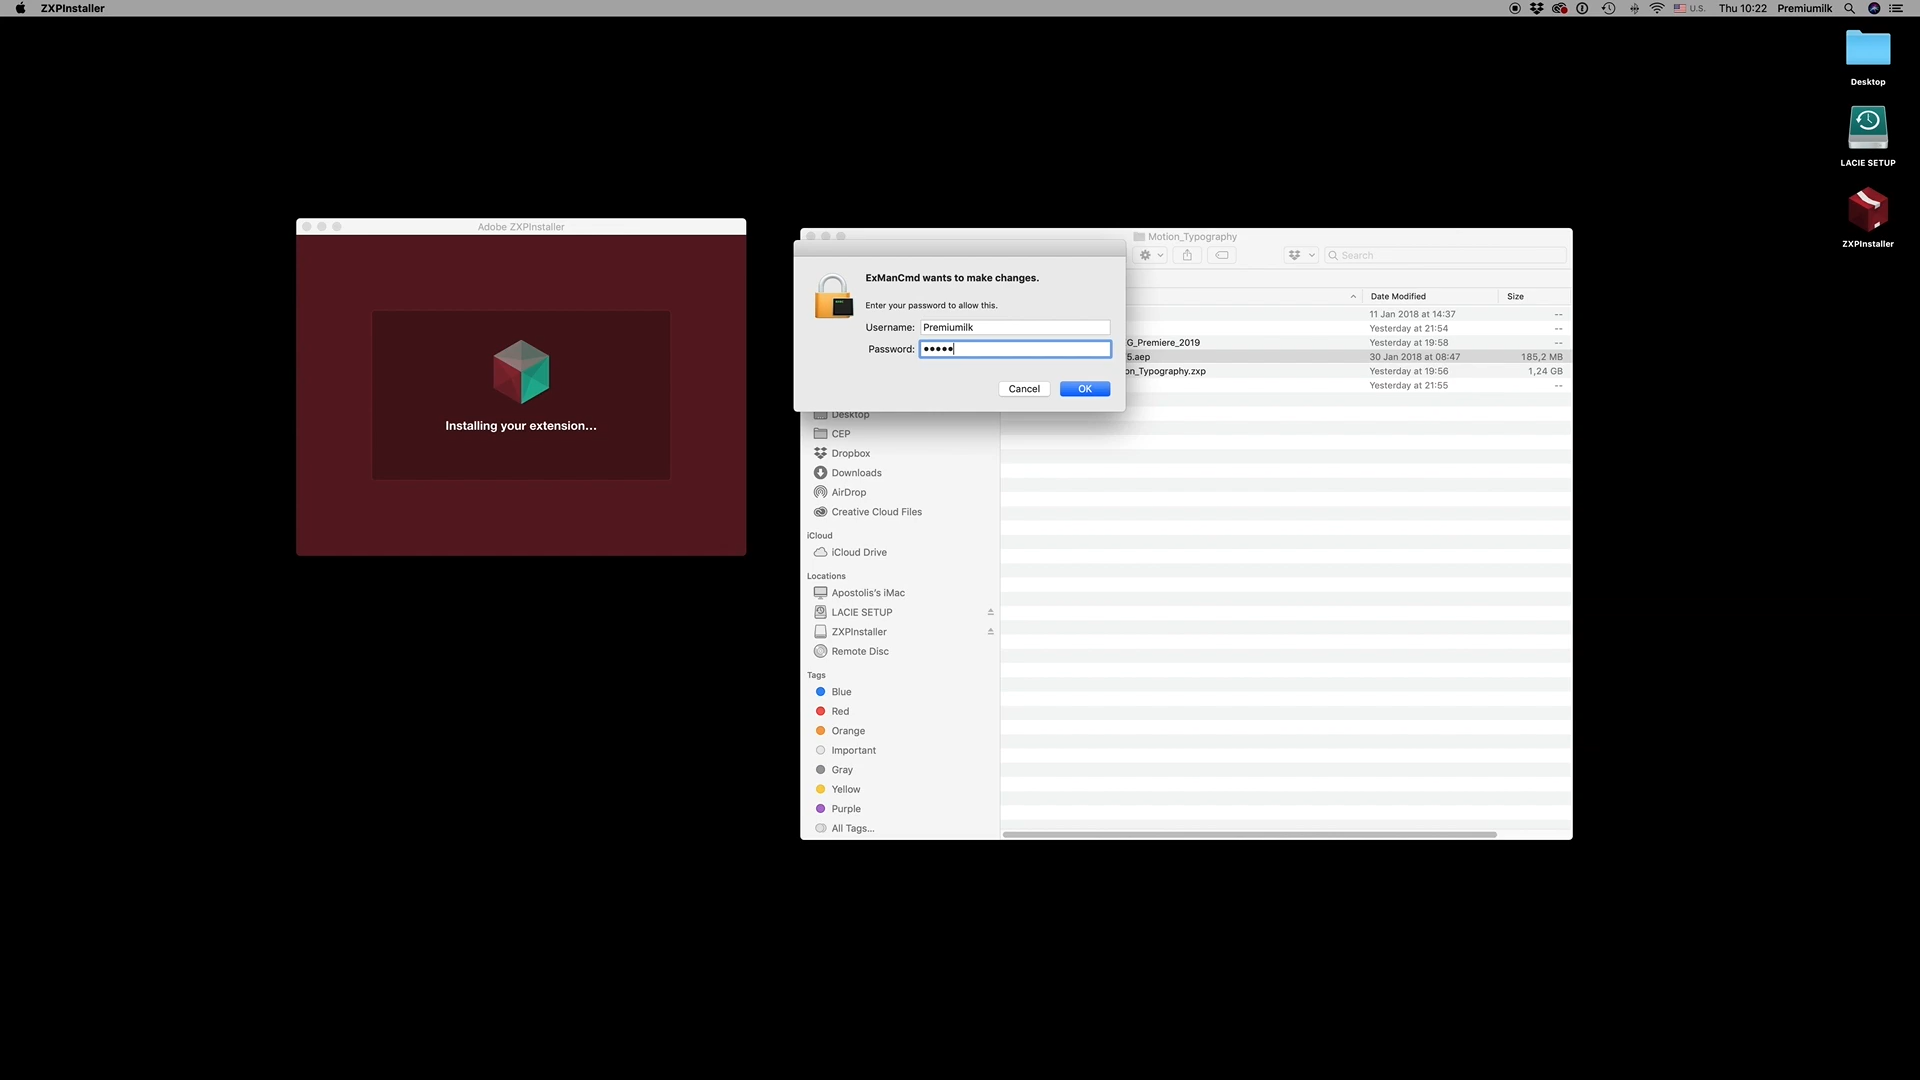 ZXPInstaller
U.S.
Thu 10:22
Premiumilk
Desktop
LACIE SETUP
ZXPInstaller
Adobe ZXPInstaller
Installing your extension...
Motion_Typography
Search
ExManCmd wants to make changes.
Enter your password to allow this.
Username: Premiumilk
Password: •••••
Cancel
OK
Date Modified
Size
11 Jan 2018 at 14:37 --
Yesterday at 21:54 --
G_Premiere_2019 Yesterday at 19:58 --
5.aep 30 Jan 2018 at 08:47 185,2 MB
on_Typography.zxp Yesterday at 19:56 1,24 GB
Yesterday at 21:55 --
Desktop
CEP
Dropbox
Downloads
AirDrop
Creative Cloud Files
iCloud
iCloud Drive
Locations
Apostolis's iMac
LACIE SETUP
ZXPInstaller
Remote Disc
Tags
Blue
Red
Orange
Important
Gray
Yellow
Purple
All Tags...